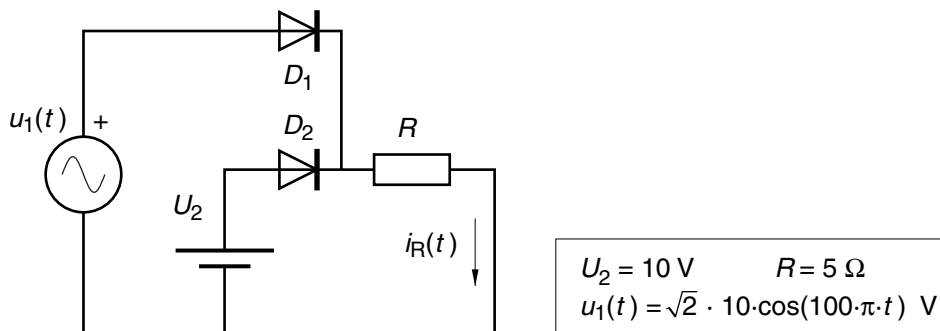 D1
u1(t) +
D2
R
U2
iR(t)
U2 = 10 V R = 5 Ω
u1(t) = √2 · 10·cos(100·π·t) V